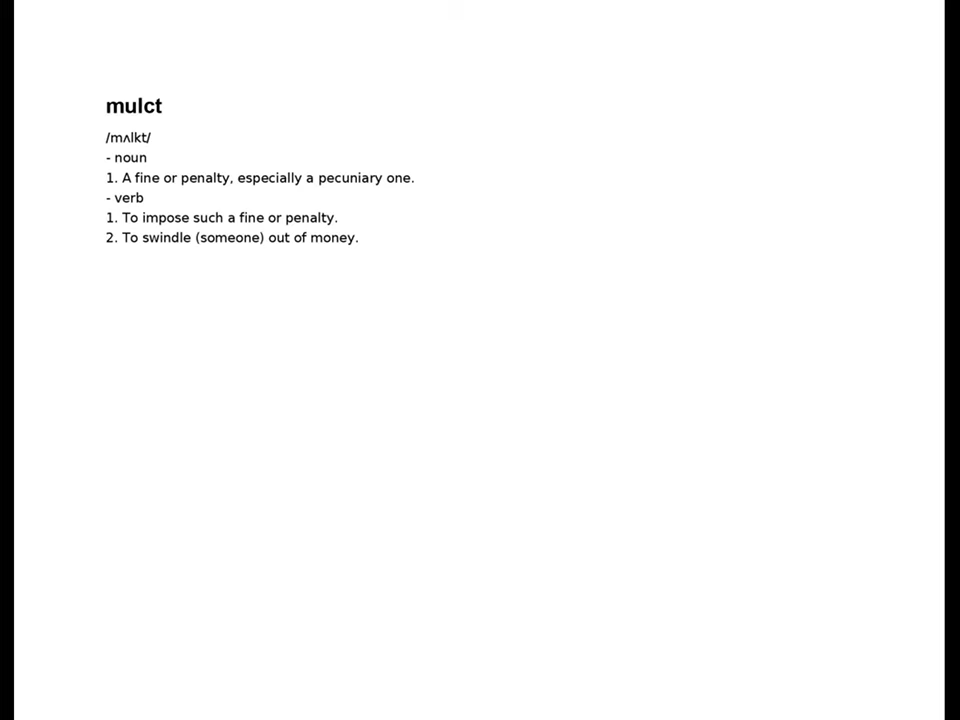 mulct
/mʌlkt/
- noun
1. A fine or penalty, especially a pecuniary one.
- verb
1. To impose such a fine or penalty.
2. To swindle (someone) out of money.